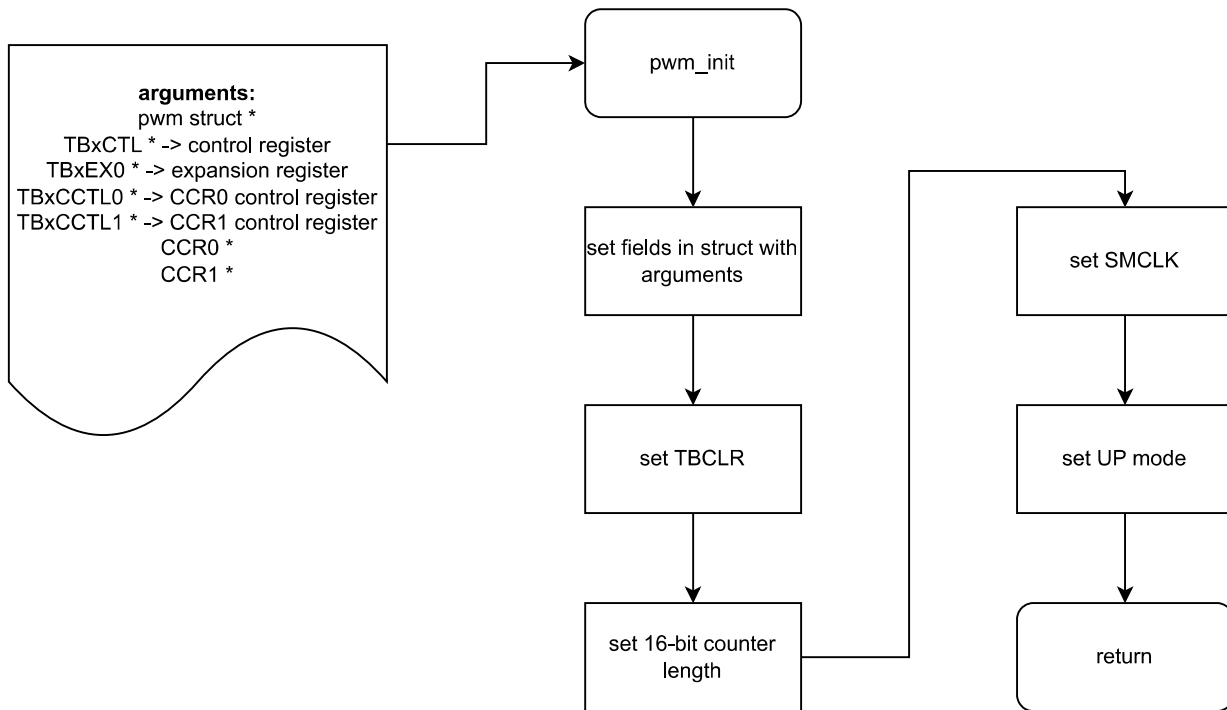 arguments:
pwm struct *
TBxCTL * -> control register
TBxEX0 * -> expansion register
TBxCCTL0 * -> CCR0 control register
TBxCCTL1 * -> CCR1 control register
CCR0 *
CCR1 *
pwm_init
set fields in struct with
arguments
set TBCLR
set 16-bit counter
length
set SMCLK
set UP mode
return